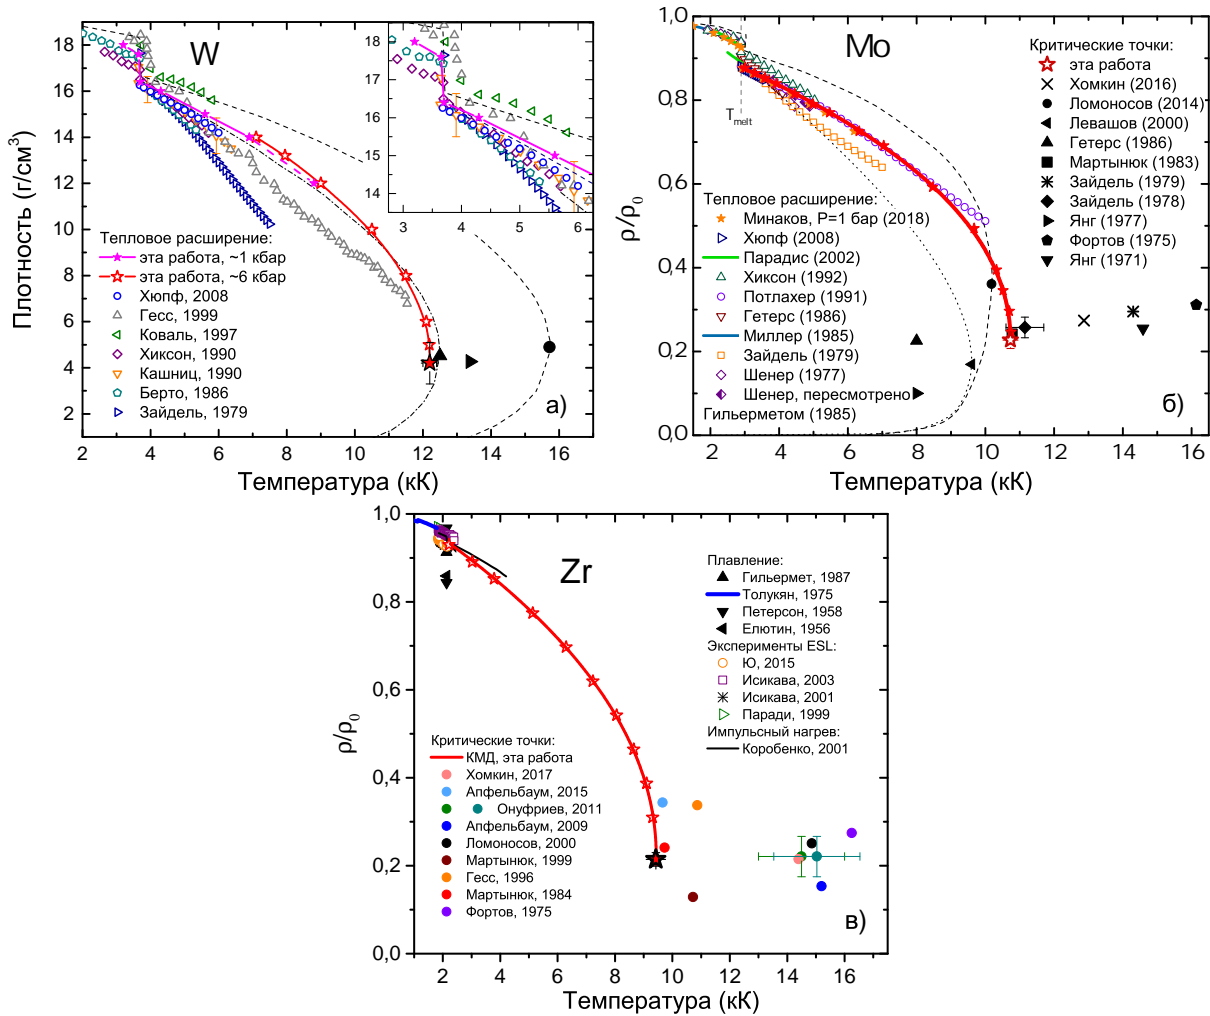 W
18
16
14
12
10
8
6
4
2
2
4
6
8
10
12
14
16
Плотность (г/см³)
Температура (кК)
18
17
16
15
14
3
4
5
6
Тепловое расширение:
эта работа, ~1 кбар
эта работа, ~6 кбар
Хюпф, 2008
Гесс, 1999
Коваль, 1997
Хиксон, 1990
Кашниц, 1990
Берто, 1986
Зайдель, 1979
а)
Mo
1,0
0,8
0,6
0,4
0,2
0,0
2
4
6
8
10
12
14
16
ρ/ρ₀
Температура (кК)
Tmelt
Критические точки:
эта работа
Хомкин (2016)
Ломоносов (2014)
Левашов (2000)
Гетерс (1986)
Мартынюк (1983)
Зайдель (1979)
Зайдель (1978)
Янг (1977)
Фортов (1975)
Янг (1971)
Тепловое расширение:
Минаков, P=1 бар (2018)
Хюпф (2008)
Парадис (2002)
Хиксон (1992)
Потлахер (1991)
Гетерс (1986)
Миллер (1985)
Зайдель (1979)
Шенер (1977)
Шенер, пересмотрено
Гильерметом (1985)
б)
Zr
1,0
0,8
0,6
0,4
0,2
0,0
2
4
6
8
10
12
14
16
ρ/ρ₀
Температура (кК)
Плавление:
Гильермет, 1987
Толукян, 1975
Петерсон, 1958
Елютин, 1956
Эксперименты ESL:
Ю, 2015
Исикава, 2003
Исикава, 2001
Паради, 1999
Импульсный нагрев:
Коробенко, 2001
Критические точки:
КМД, эта работа
Хомкин, 2017
Апфельбаум, 2015
Онуфриев, 2011
Апфельбаум, 2009
Ломоносов, 2000
Мартынюк, 1999
Гесс, 1996
Мартынюк, 1984
Фортов, 1975
в)